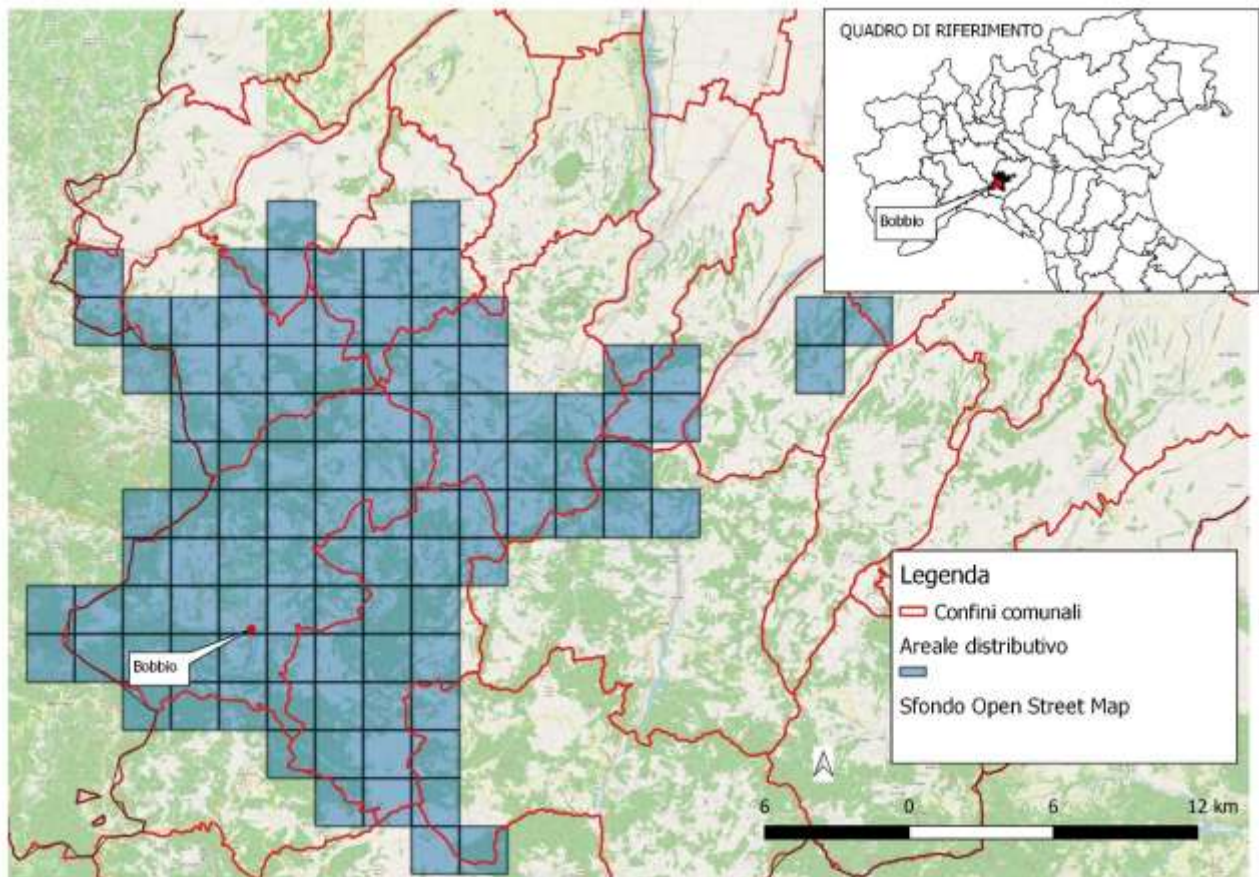 QUADRO DI RIFERIMENTO
Bobbio
Bobbio
Legenda
Confini comunali
Areale distributivo
Sfondo Open Street Map
6 0 6 12 km